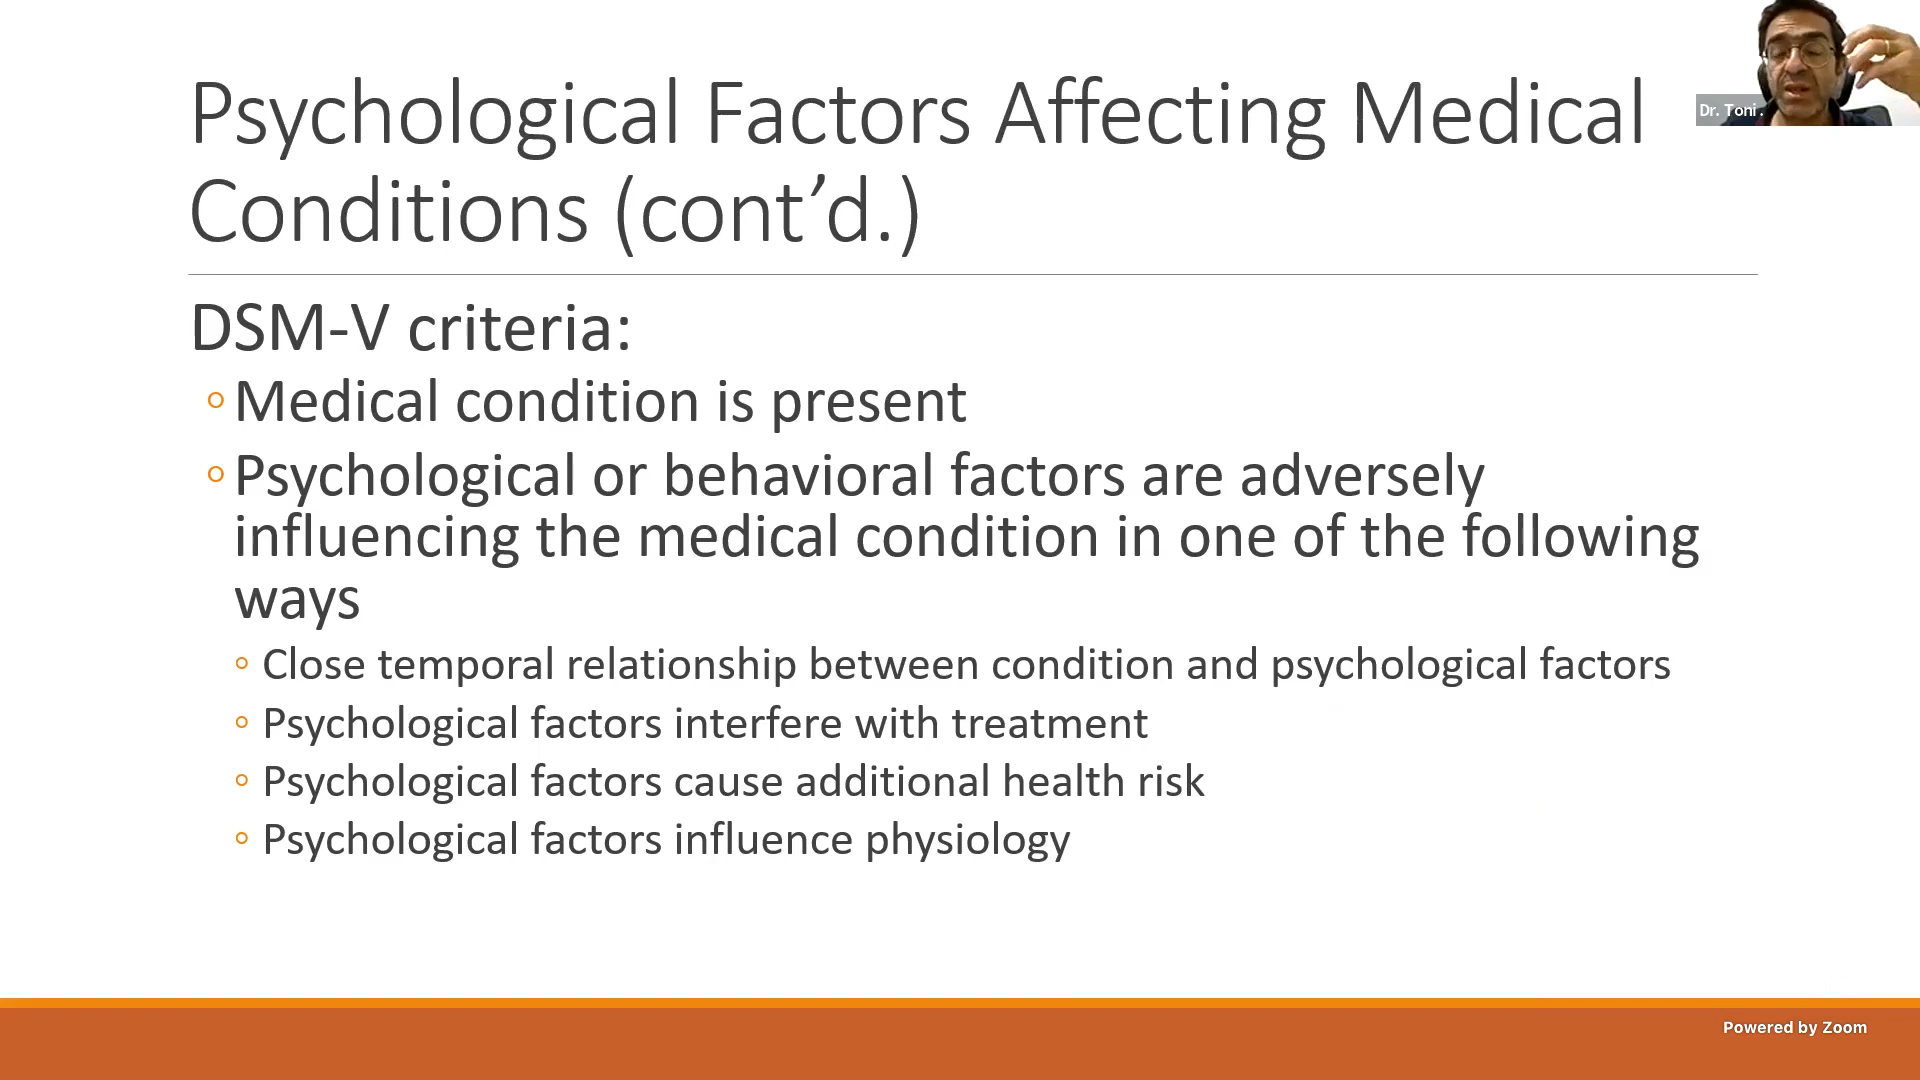 Psychological Factors Affecting Medical
Conditions (cont’d.)
Dr. Toni .
DSM-V criteria:
◦Medical condition is present
◦Psychological or behavioral factors are adversely
influencing the medical condition in one of the following
ways
◦ Close temporal relationship between condition and psychological factors
◦ Psychological factors interfere with treatment
◦ Psychological factors cause additional health risk
◦ Psychological factors influence physiology
Powered by Zoom